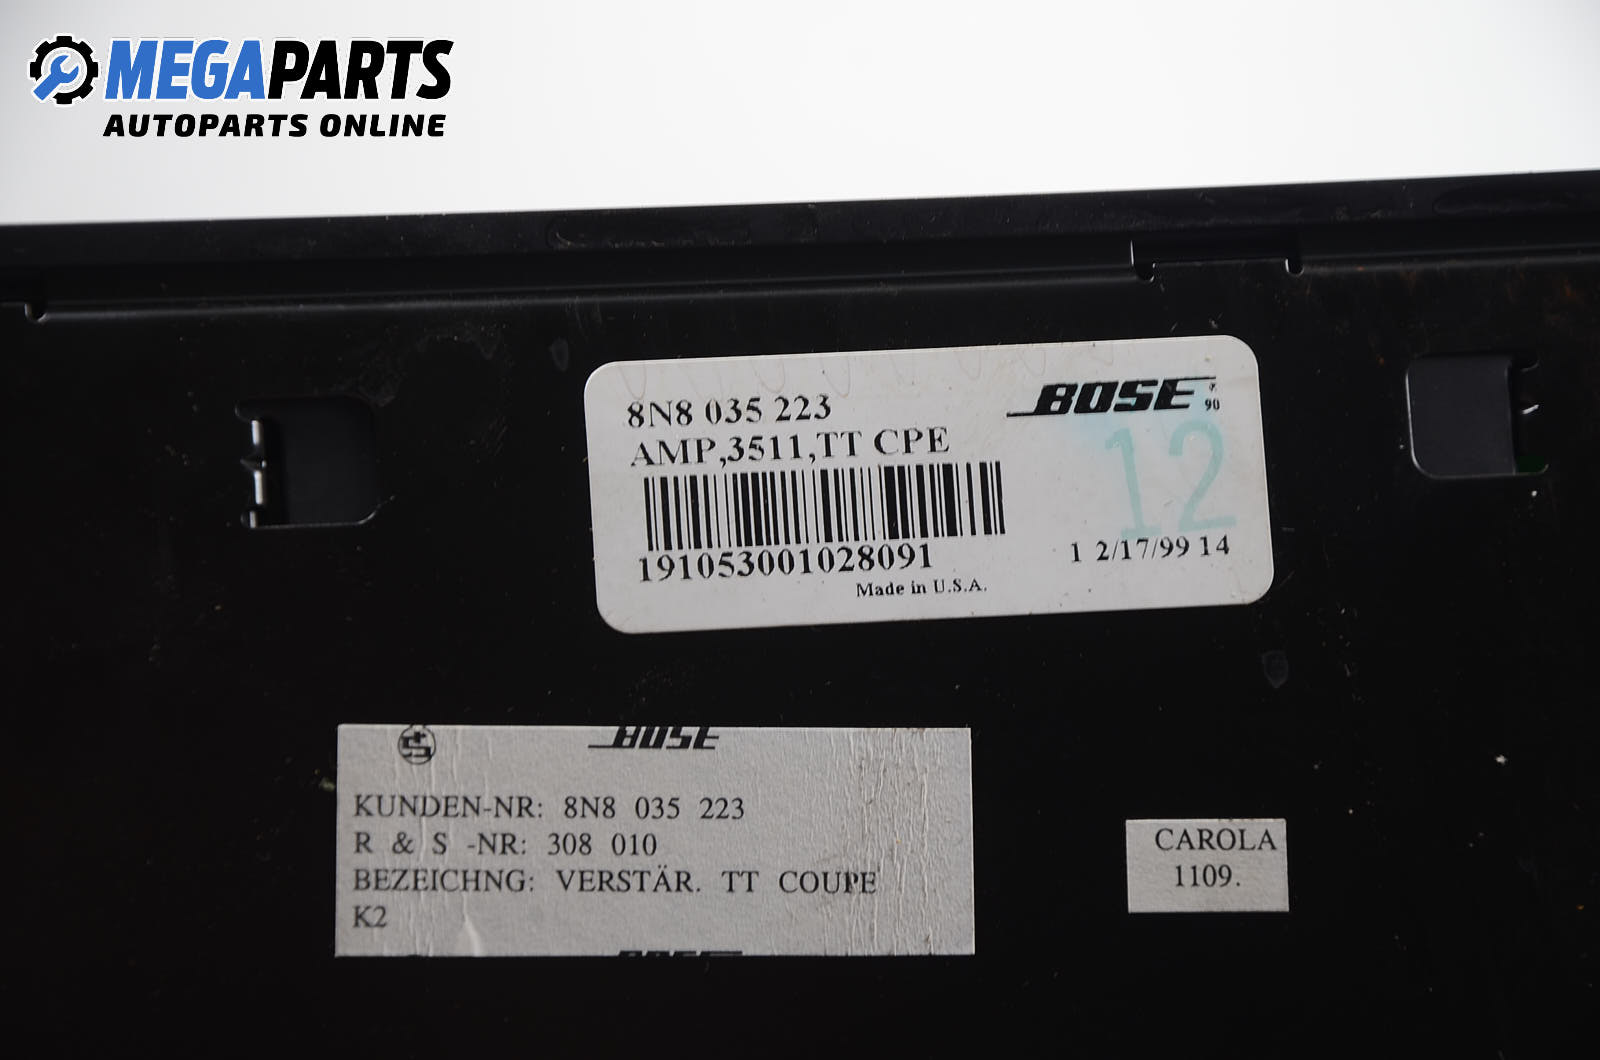 MEGAPARTS
AUTOPARTS ONLINE
8N8 035 223
BOSE
90
AMP,3511,TT CPE
12
191053001028091
1 2/17/99 14
Made in U.S.A.
BOSE
KUNDEN-NR: 8N8 035 223
R & S -NR: 308 010
BEZEICHNG: VERSTÄR. TT COUPE
K2
CAROLA
1109.